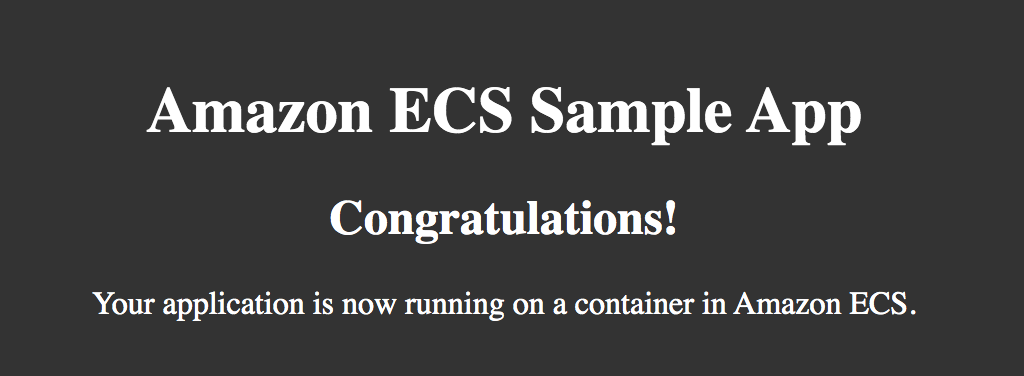 Amazon ECS Sample App
Congratulations!
Your application is now running on a container in Amazon ECS.